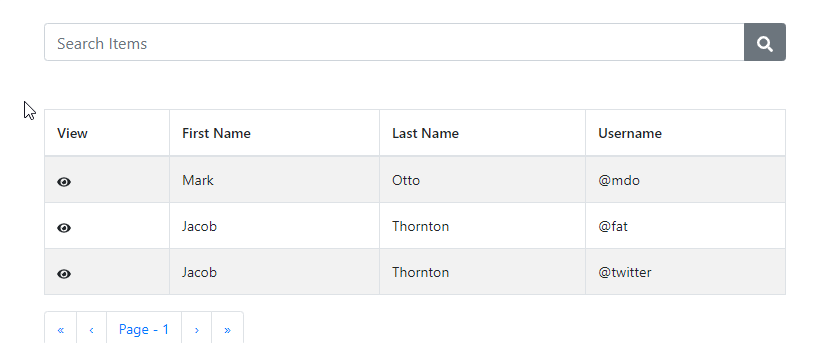 Search Items
View First Name Last Name Username
Mark Otto @mdo
Jacob Thornton @fat
Jacob Thornton @twitter
« ‹ Page - 1 › »